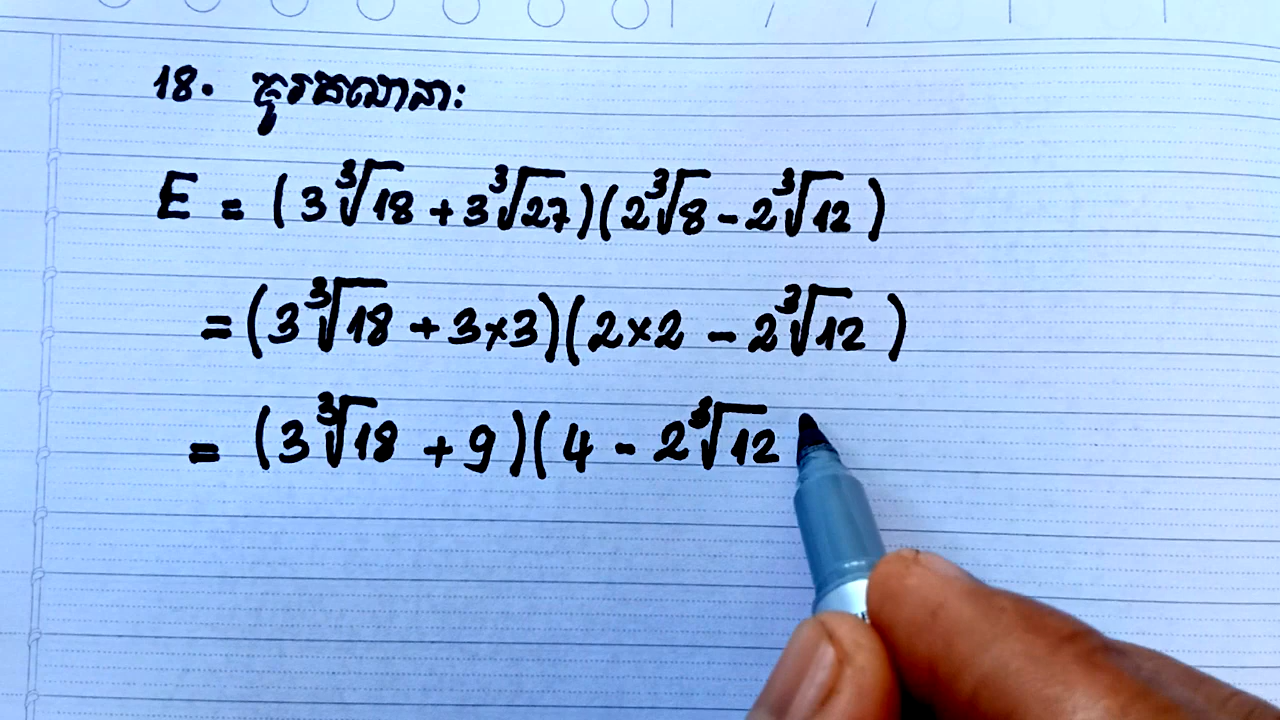 18. គូរគណនាៈ
E = (3∛18 + 3∛27)(2∛8 - 2∛12)
= (3∛18 + 3×3)(2×2 - 2∛12)
= (3∛18 + 9)(4 - 2∛12